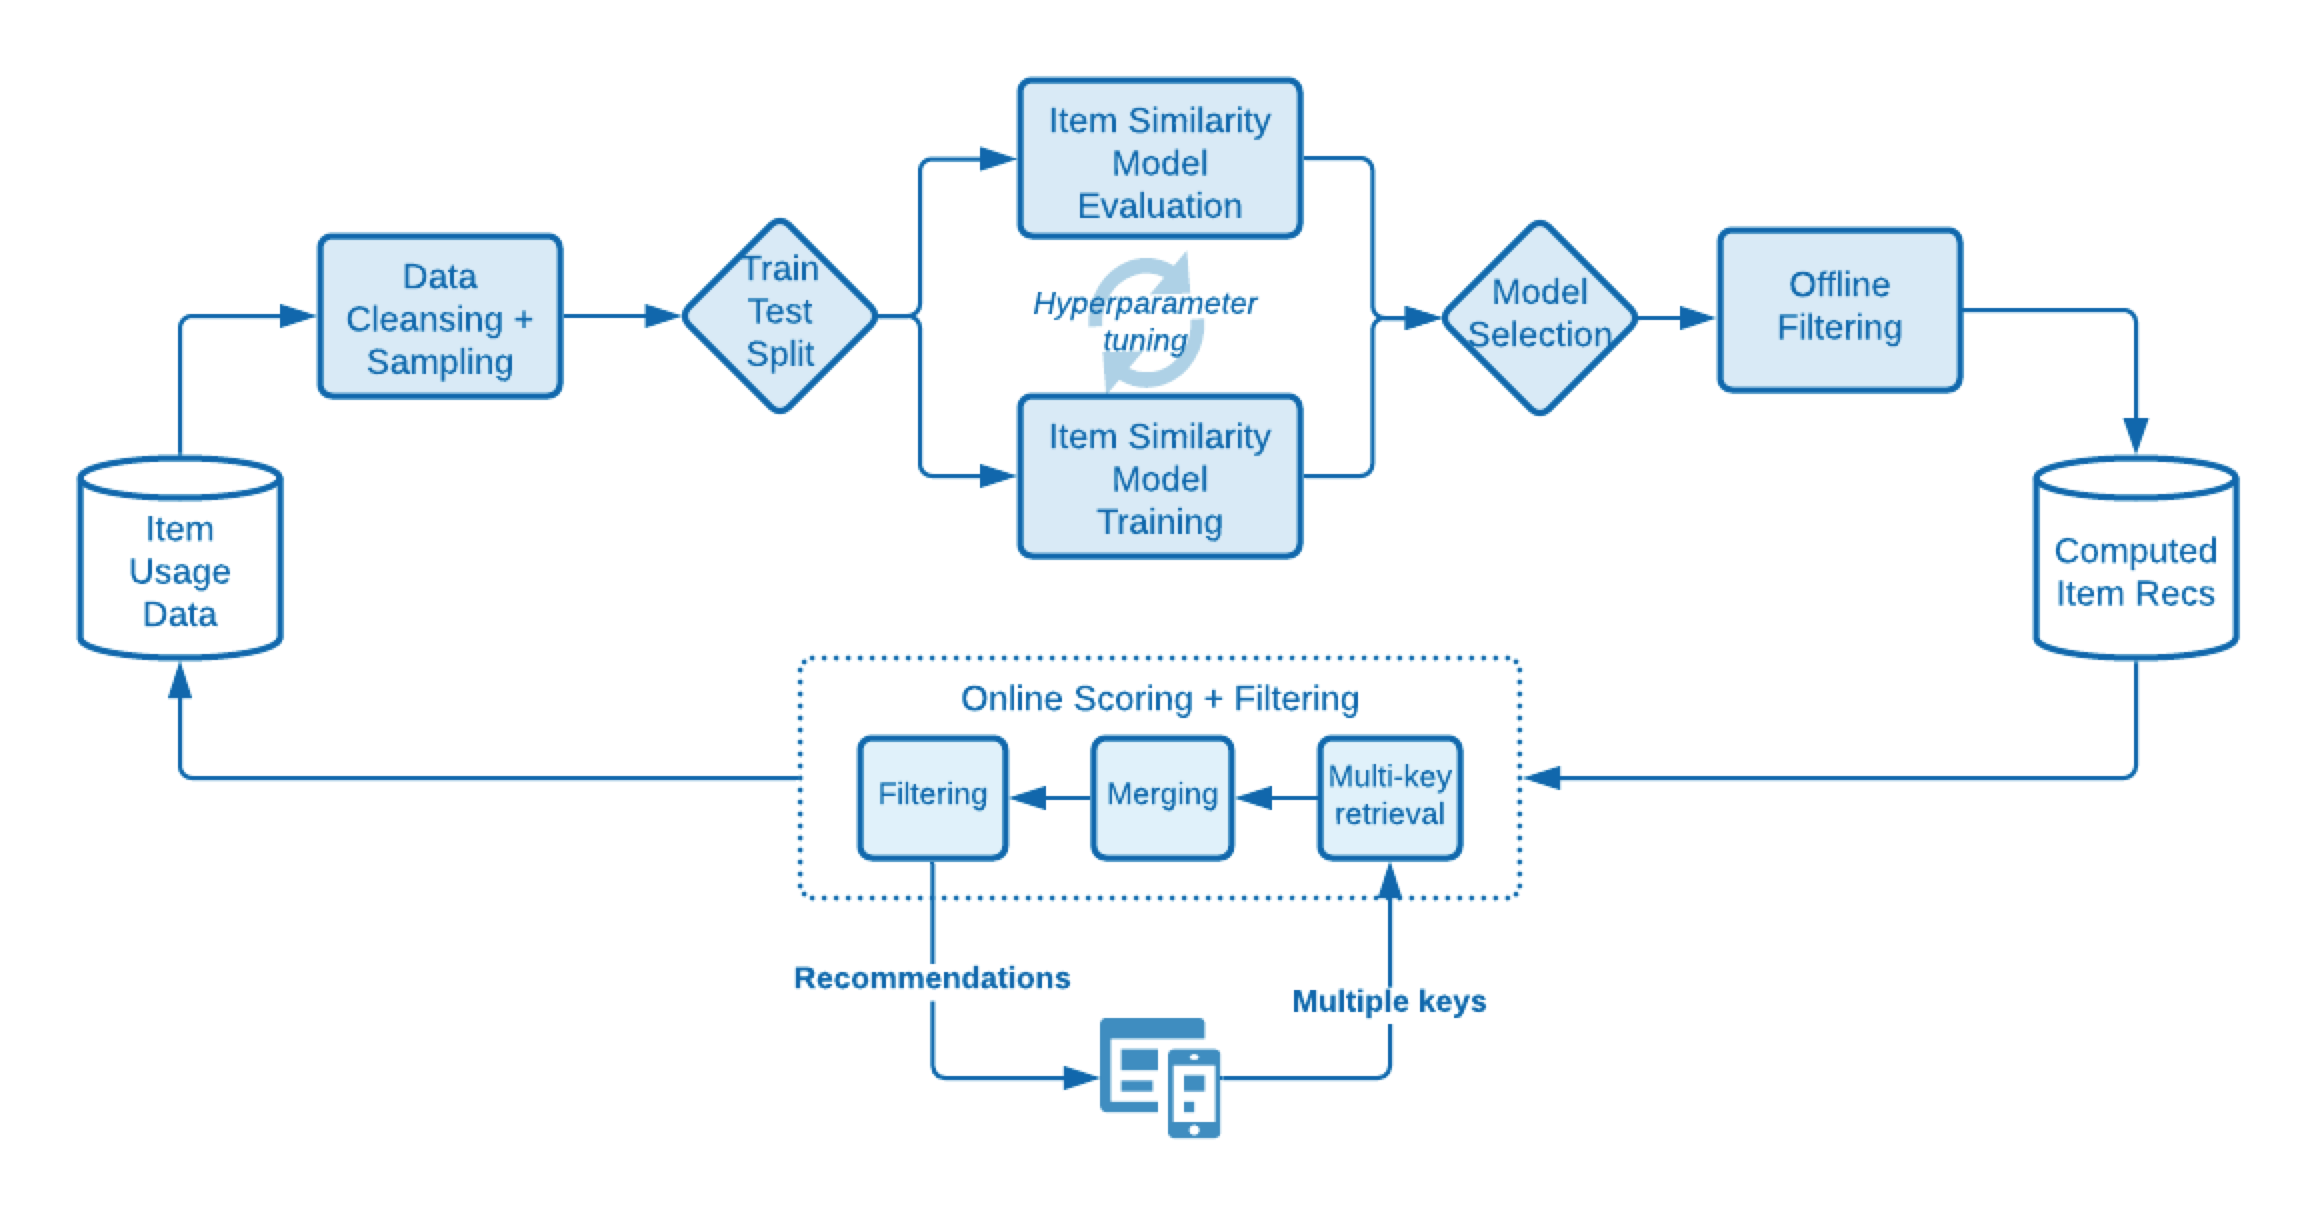 Item Similarity
Model
Evaluation
Data
Cleansing +
Sampling
Train
Test
Split
Hyperparameter
tuning
Model
Selection
Offline
Filtering
Item Similarity
Model
Training
Item
Usage
Data
Computed
Item Recs
Online Scoring + Filtering
Filtering
Merging
Multi-key
retrieval
Recommendations
Multiple keys